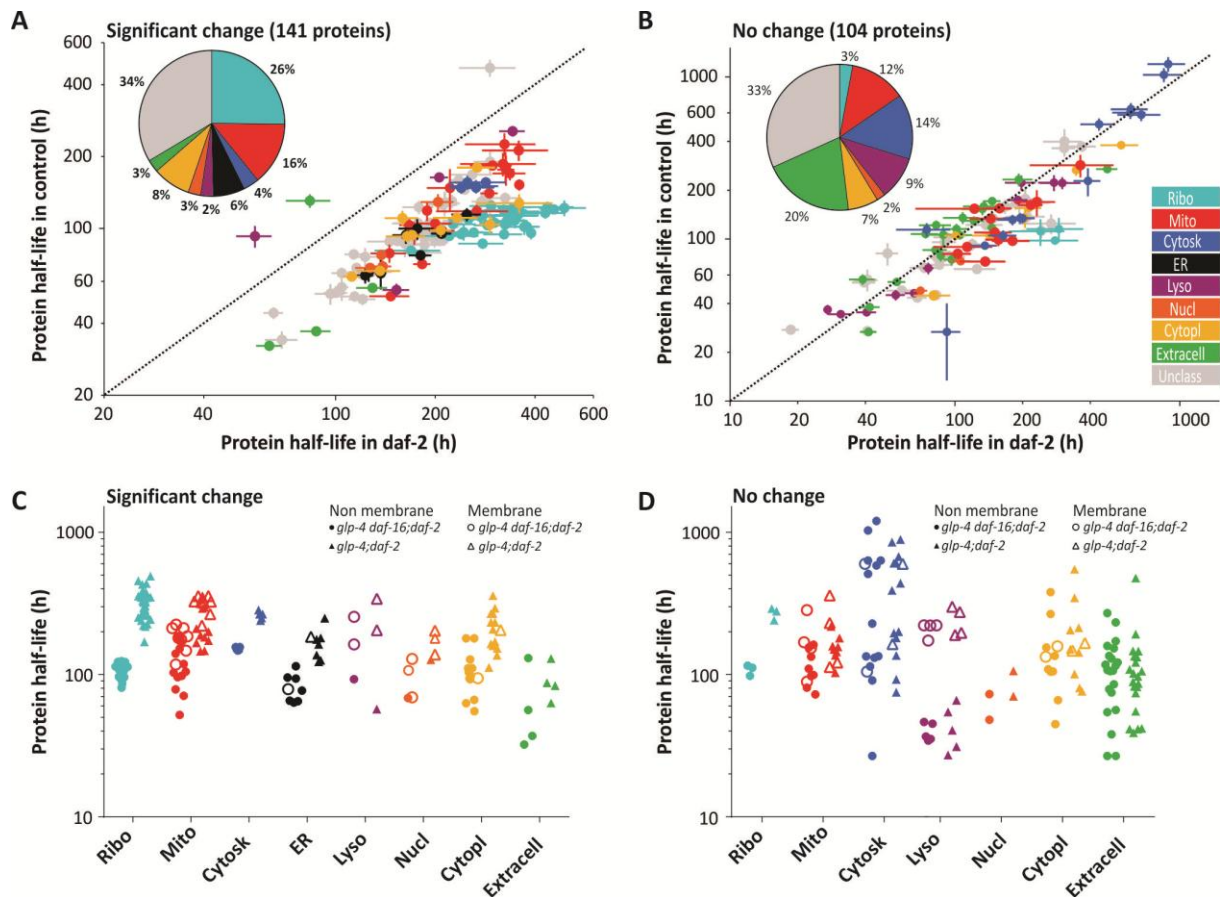 A
Significant change (141 proteins)
600
400
200
100
60
40
20
20
40
100
200
400
600
Protein half-life in control (h)
Protein half-life in daf-2 (h)
26%
16%
4%
6%
2%
3%
8%
3%
34%
B
No change (104 proteins)
1000
600
400
200
100
60
40
20
10
10
20
40
100
200
400
1000
Protein half-life in control (h)
Protein half-life in daf-2 (h)
3%
12%
14%
9%
2%
7%
20%
33%
Ribo
Mito
Cytosk
ER
Lyso
Nucl
Cytopl
Extracell
Unclass
C
Significant change
Non membrane
Membrane
glp-4 daf-16;daf-2
glp-4 daf-16;daf-2
glp-4;daf-2
glp-4;daf-2
1000
100
10
Protein half-life (h)
Ribo
Mito
Cytosk
ER
Lyso
Nucl
Cytopl
Extracell
D
No change
Non membrane
Membrane
glp-4 daf-16;daf-2
glp-4 daf-16;daf-2
glp-4;daf-2
glp-4;daf-2
1000
100
10
Protein half-life (h)
Ribo
Mito
Cytosk
Lyso
Nucl
Cytopl
Extracell